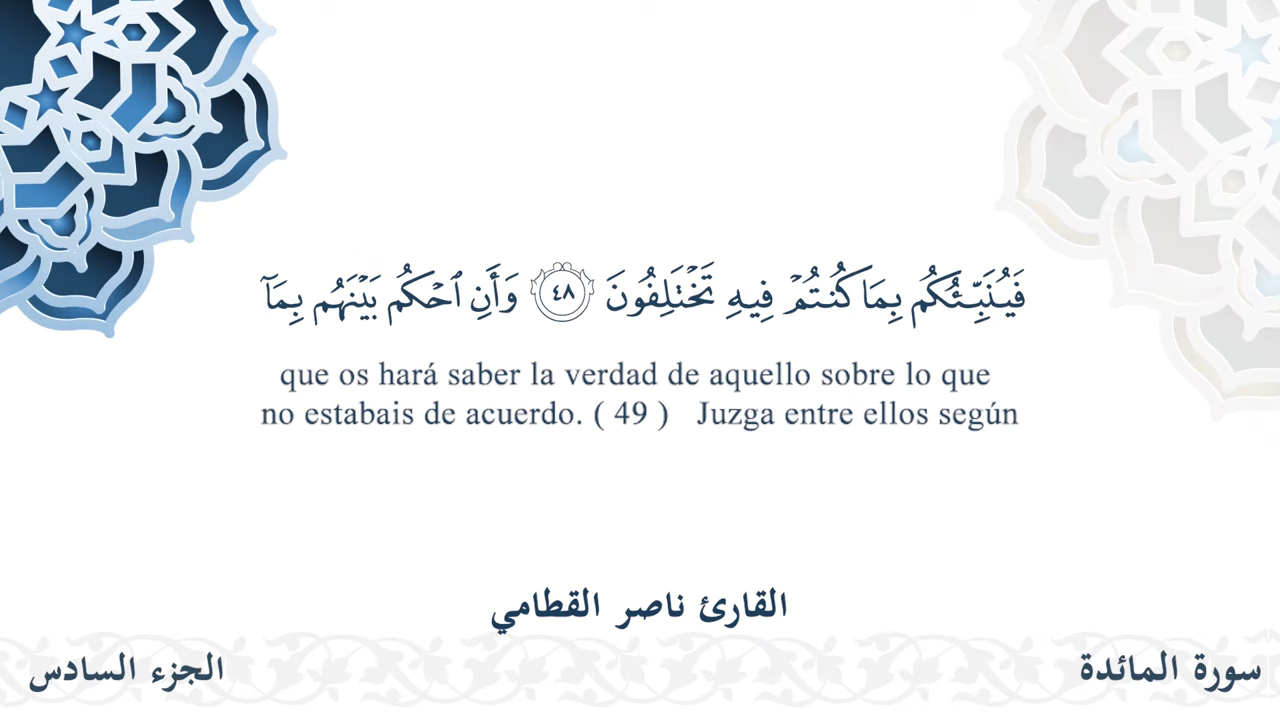 فَيُنَبِّئُكُم بِمَا كُنتُمْ فِيهِ تَخْتَلِفُونَ ٤٨ وَأَنِ ٱحْكُم بَيْنَهُم بِمَآ
que os hará saber la verdad de aquello sobre lo que
no estabais de acuerdo. ( 49 ) Juzga entre ellos según
القارئ ناصر القطامي
سورة المائدة
الجزء السادس